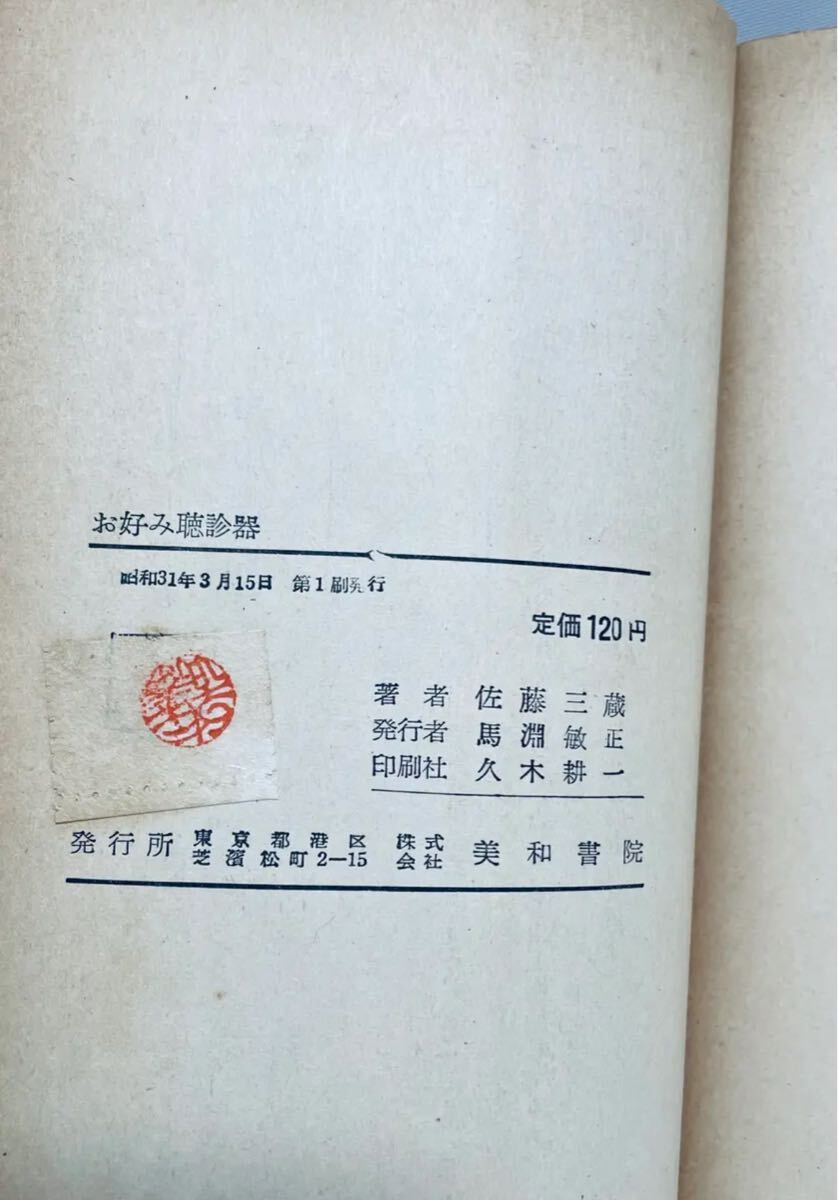 お好み聴診器
昭和31年3月15日 第1刷発行
定価120円
著者 佐藤三蔵
発行者 馬淵敏正
印刷社 久木耕一
発行所 東京都港区芝濱松町2-15 株式会社 美和書院